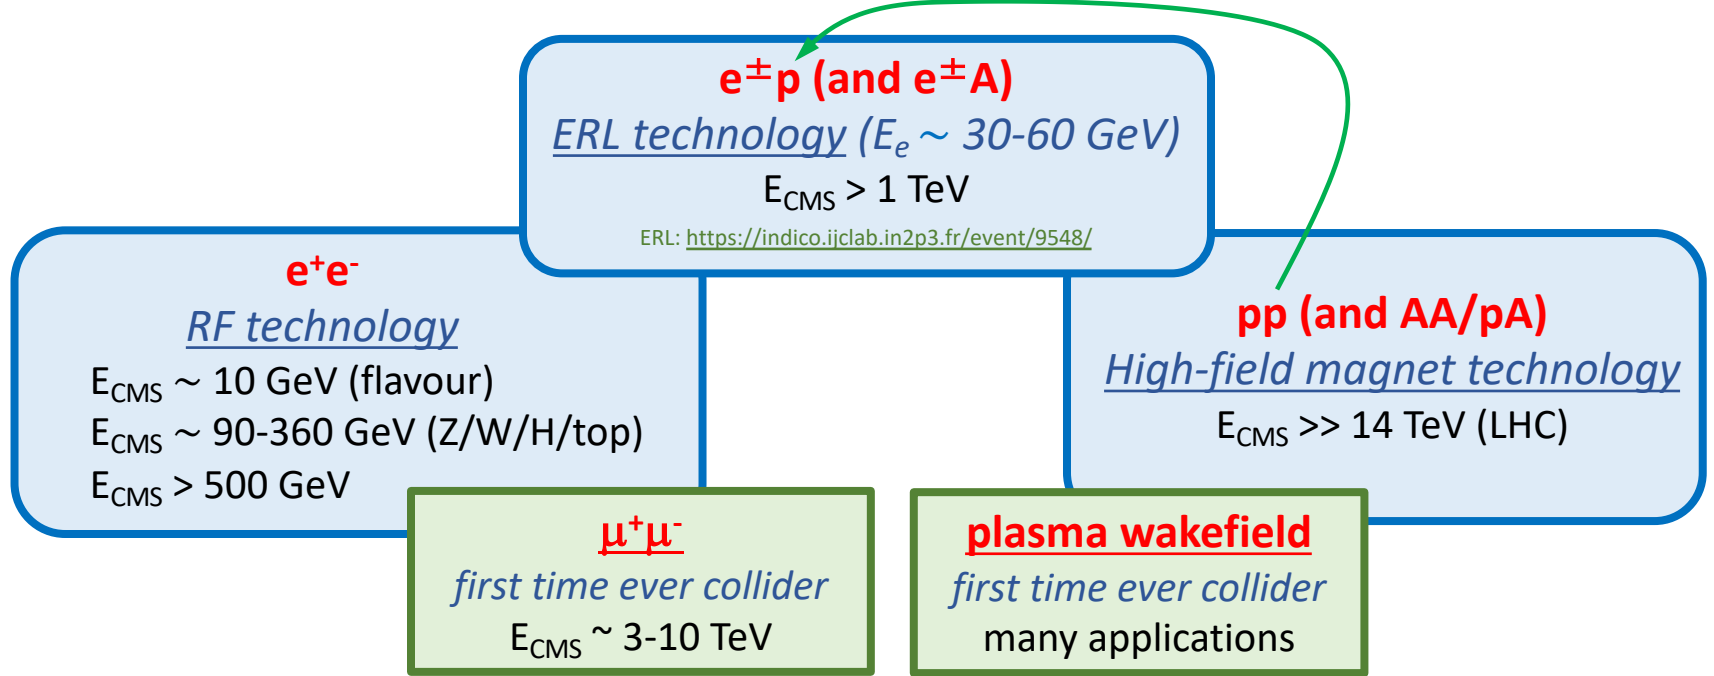 e±p (and e±A)
ERL technology (Ee ~ 30-60 GeV)
ECMS > 1 TeV
ERL: https://indico.ijclab.in2p3.fr/event/9548/
e+e-
RF technology
ECMS ~ 10 GeV (flavour)
ECMS ~ 90-360 GeV (Z/W/H/top)
ECMS > 500 GeV
pp (and AA/pA)
High-field magnet technology
ECMS >> 14 TeV (LHC)
μ+μ-
first time ever collider
ECMS ~ 3-10 TeV
plasma wakefield
first time ever collider
many applications